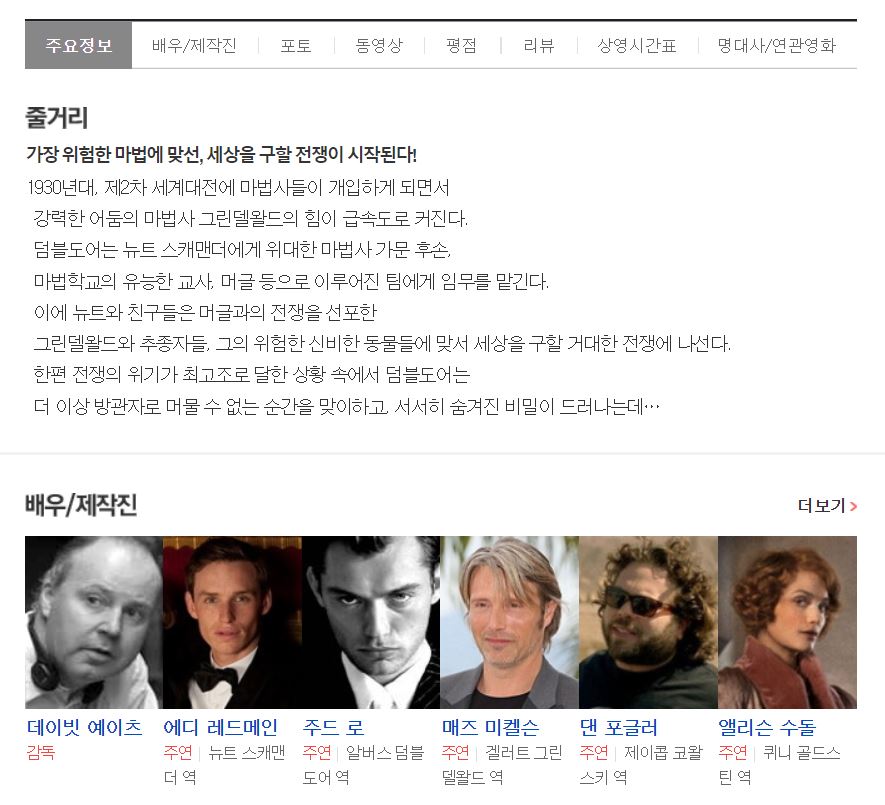 주요정보 배우/제작진 포토 동영상 평점 리뷰 상영시간표 명대사/연관영화
줄거리
가장 위험한 마법에 맞선, 세상을 구할 전쟁이 시작된다!
1930년대, 제2차 세계대전에 마법사들이 개입하게 되면서
강력한 어둠의 마법사 그린델왈드의 힘이 급속도로 커진다.
덤블도어는 뉴트 스캐맨더에게 위대한 마법사 가문 후손,
마법학교의 유능한 교사, 머글 등으로 이루어진 팀에게 임무를 맡긴다.
이에 뉴트와 친구들은 머글과의 전쟁을 선포한
그린델왈드와 추종자들, 그의 위험한 신비한 동물들에 맞서 세상을 구할 거대한 전쟁에 나선다.
한편 전쟁의 위기가 최고조로 달한 상황 속에서 덤블도어는
더 이상 방관자로 머물 수 없는 순간을 맞이하고, 서서히 숨겨진 비밀이 드러나는데…
배우/제작진 더보기
데이빗 예이츠 에디 레드메인 주드 로 매즈 미켈슨 댄 포글러 앨리슨 수돌
감독 주연 뉴트 스캐맨 주연 알버스 덤블 주연 겔러트 그린 주연 제이콥 코왈 주연 퀴니 골드스
더 역 도어 역 델왈드 역 스키 역 틴 역